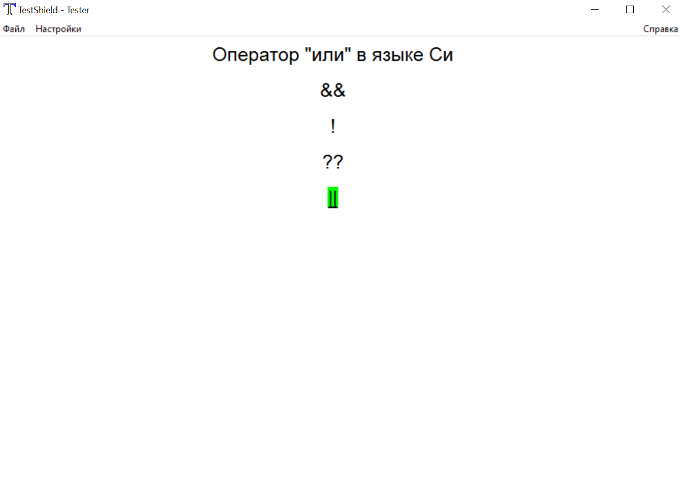 TestShield - Tester
Файл Настройки Справка
Оператор "или" в языке Си
&&
!
??
||